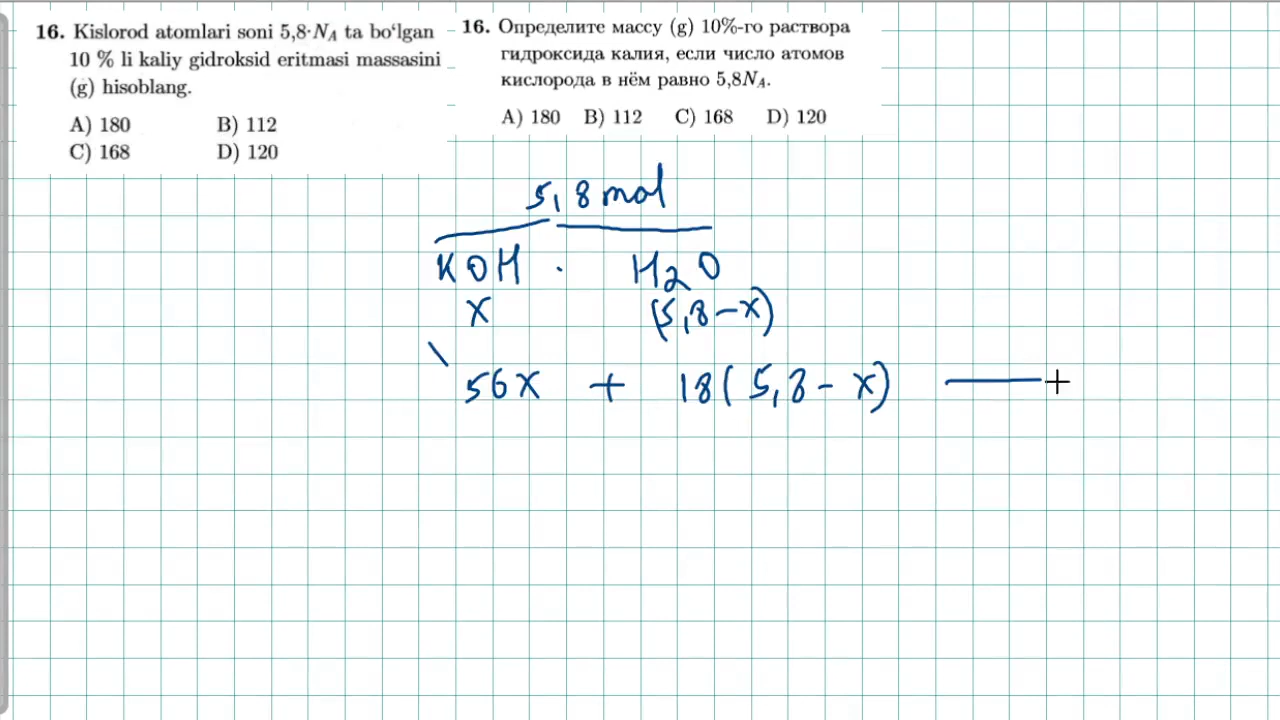 16. Kislorod atomlari soni 5,8·N_A ta bo‘lgan
10 % li kaliy gidroksid eritmasi massasini
(g) hisoblang.
A) 180 B) 112
C) 168 D) 120
16. Определите массу (g) 10%-го раствора
гидроксида калия, если число атомов
кислорода в нём равно 5,8N_A.
A) 180 B) 112 C) 168 D) 120
5,8 mol
KOH · H2O
x (5,8-x)
\ 56x + 18(5,8-x) —